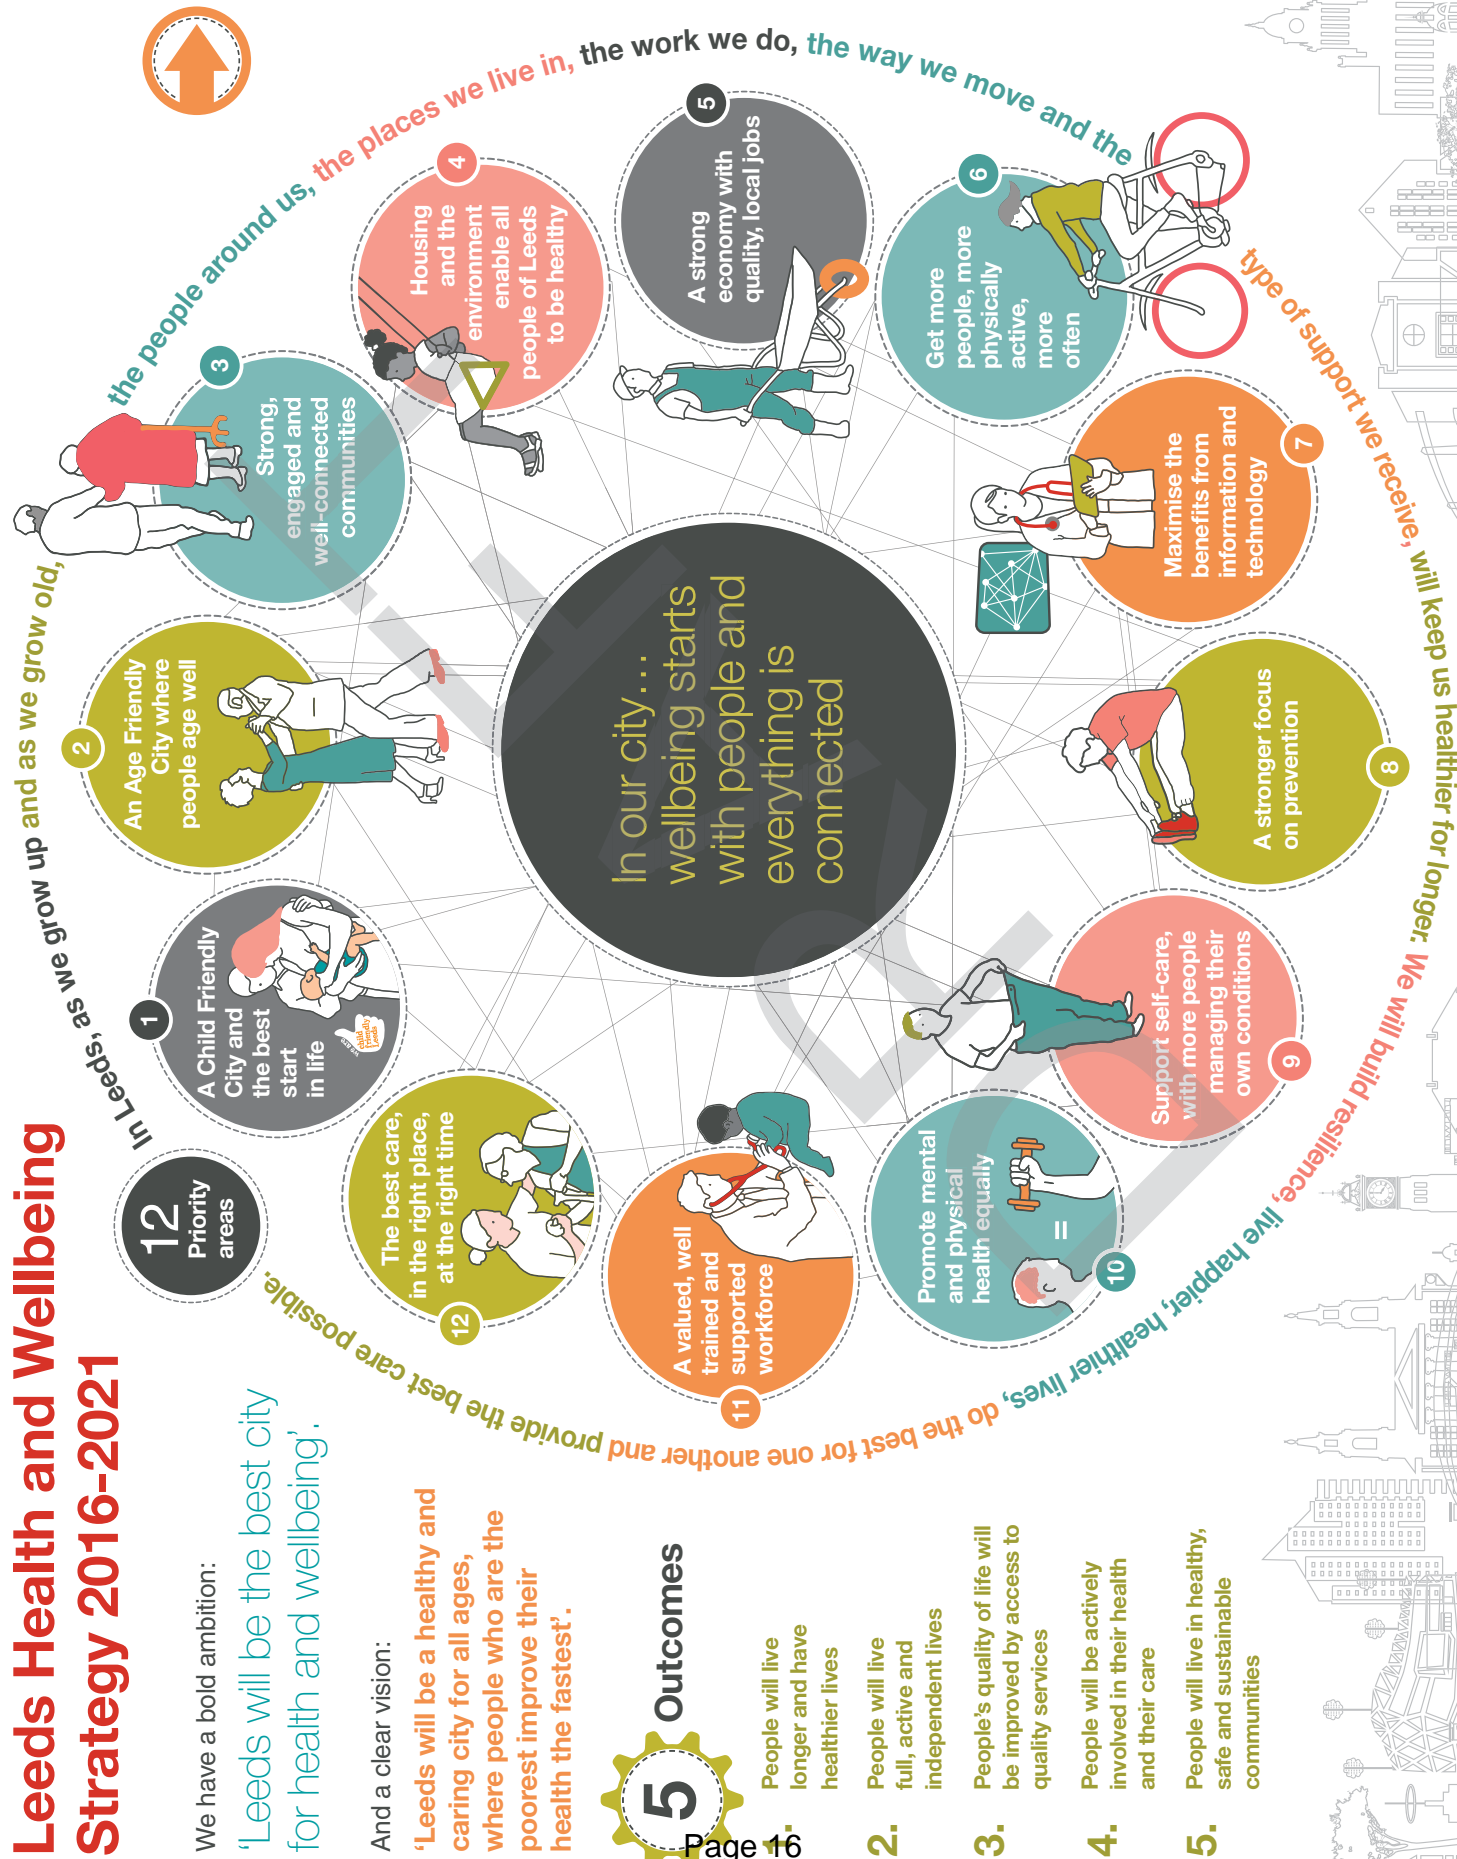 Leeds Health and Wellbeing
Strategy 2016-2021
We have a bold ambition:
‘Leeds will be the best city
for health and wellbeing’.
And a clear vision:
‘Leeds will be a healthy and
caring city for all ages,
where people who are the
poorest improve their
health the fastest’.
5 Outcomes
1. People will live
longer and have
healthier lives
2. People will live
full, active and
independent lives
3. People’s quality of life will
be improved by access to
quality services
4. People will be actively
involved in their health
and their care
5. People will live in healthy,
safe and sustainable
communities
12
Priority
areas
In Leeds, as we grow up and as we grow old, the people around us, the places we live in, the work we do, the way we move and the type of support we receive, will keep us healthier for longer. We will build resilience, live happier, healthier lives, do the best for one another and provide the best care possible.
1
A Child Friendly
City and
the best
start
in life
we are
child
friendly
Leeds
2
An Age Friendly
City where
people age well
3
Strong,
engaged and
well-connected
communities
4
Housing
and the
environment
enable all
people of Leeds
to be healthy
5
A strong
economy with
quality, local jobs
6
Get more
people, more
physically
active,
more
often
7
Maximise the
benefits from
information and
technology
8
A stronger focus
on prevention
9
Support self-care,
with more people
managing their
own conditions
10
Promote mental
and physical
health equally
=
11
A valued, well
trained and
supported
workforce
12
The best care,
in the right place,
at the right time
In our city...
wellbeing starts
with people and
everything is
connected
DRAFT
Page 16